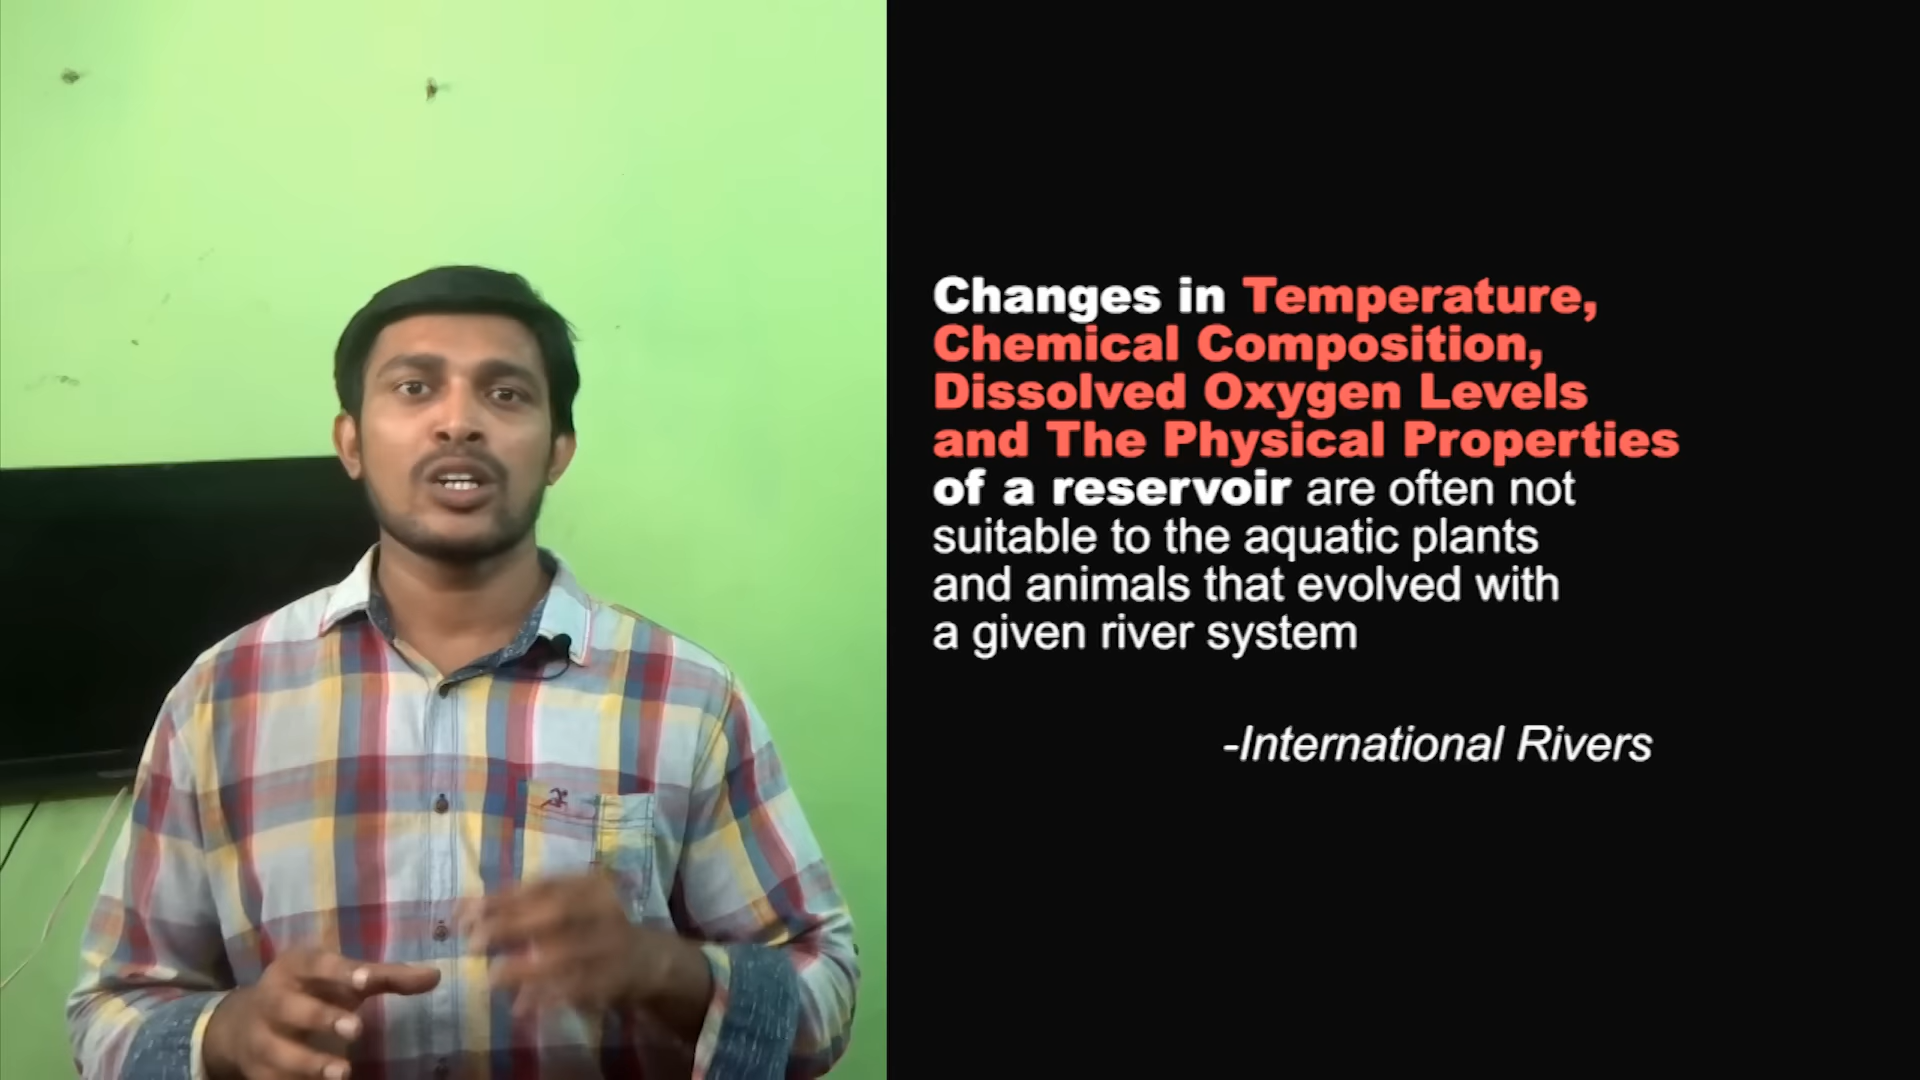 Changes in Temperature,
Chemical Composition,
Dissolved Oxygen Levels
and The Physical Properties
of a reservoir are often not
suitable to the aquatic plants
and animals that evolved with
a given river system
-International Rivers